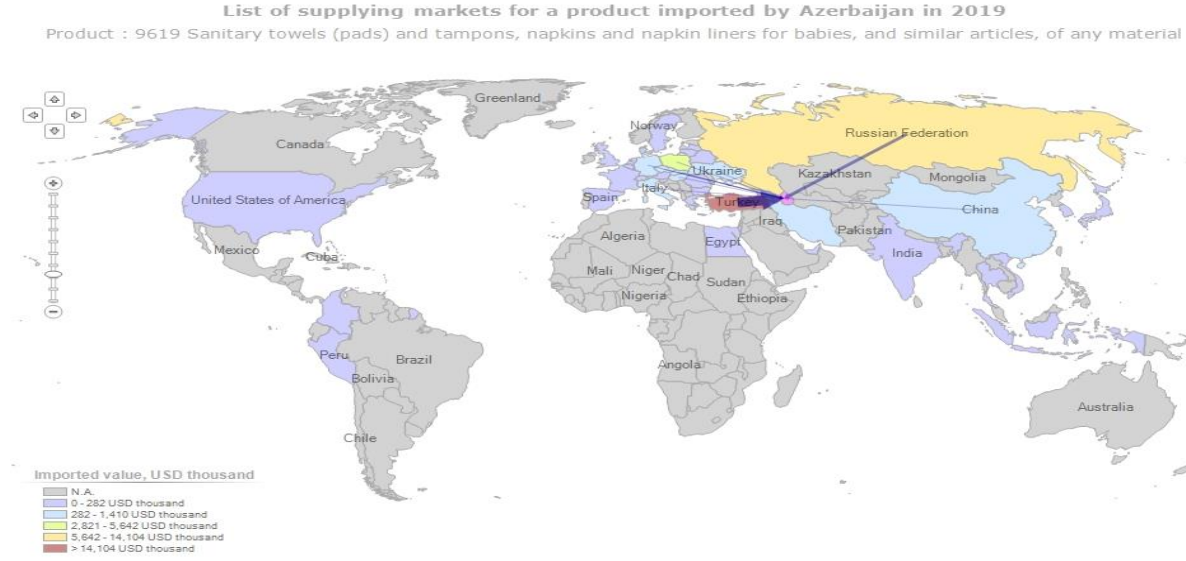 List of supplying markets for a product imported by Azerbaijan in 2019
Product : 9619 Sanitary towels (pads) and tampons, napkins and napkin liners for babies, and similar articles, of any material
Greenland
Norway
Russian Federation
Canada
Ukraine
Kazakhstan
Mongolia
Italy
United States of America
Spain
Turkey
China
Iraq
Pakistan
Mexico
Cuba
Algeria
Egypt
India
Mali
Niger
Chad
Sudan
Nigeria
Ethiopia
Peru
Brazil
Angola
Bolivia
Australia
Chile
Imported value, USD thousand
N.A.
0 - 282 USD thousand
282 - 1,410 USD thousand
2,821 - 5,642 USD thousand
5,642 - 14,104 USD thousand
> 14,104 USD thousand